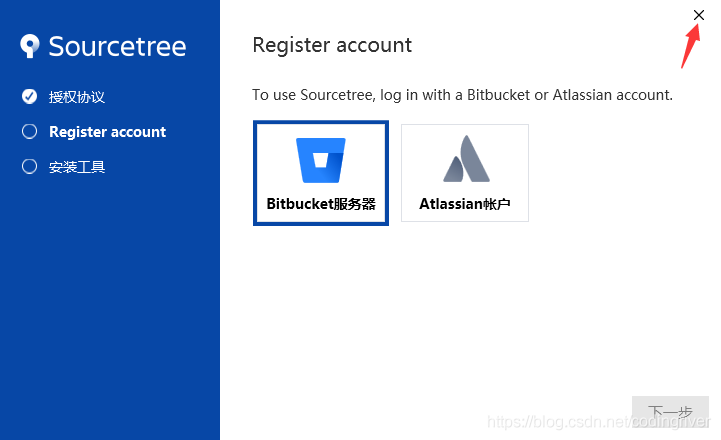 Sourcetree
授权协议
Register account
安装工具
Register account
To use Sourcetree, log in with a Bitbucket or Atlassian account.
Bitbucket服务器
Atlassian帐户
下一步
https://blog.csdn.net/codingriver